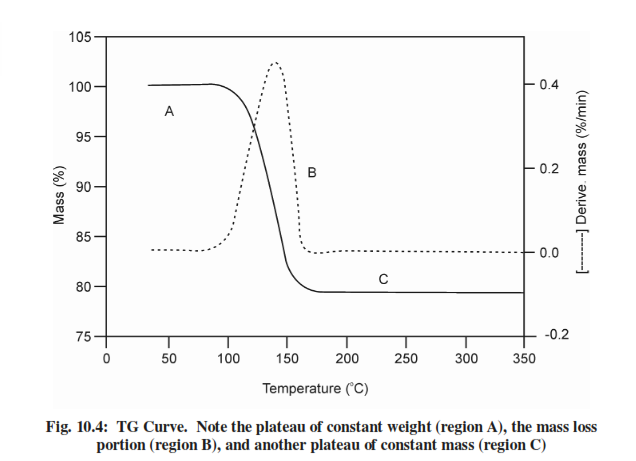 105
100
95
90
85
80
75
Mass (%)
A
B
C
0.4
0.2
0.0
-0.2
[-------] Derive. mass (%/min)
0 50 100 150 200 250 300 350
Temperature (°C)
Fig. 10.4: TG Curve. Note the plateau of constant weight (region A), the mass loss
portion (region B), and another plateau of constant mass (region C)